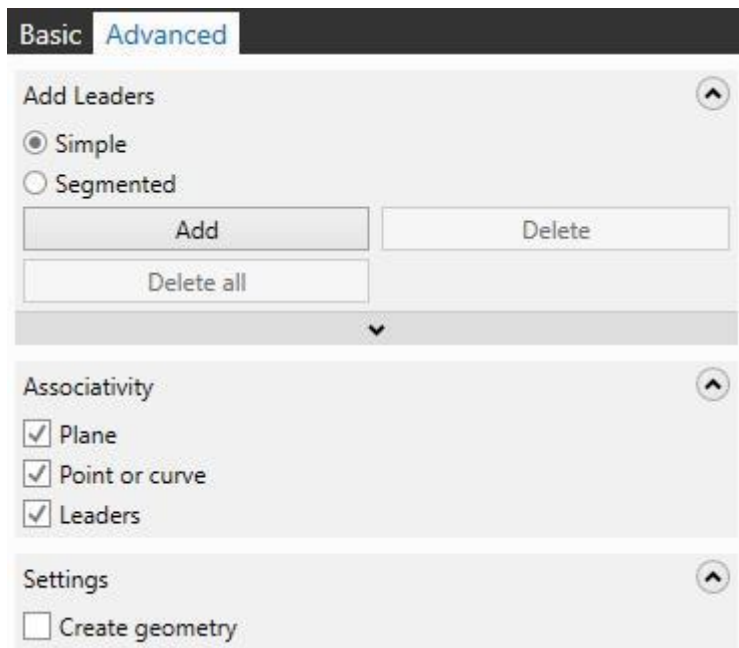 Basic Advanced
Add Leaders
Simple
Segmented
Add Delete
Delete all
Associativity
Plane
Point or curve
Leaders
Settings
Create geometry